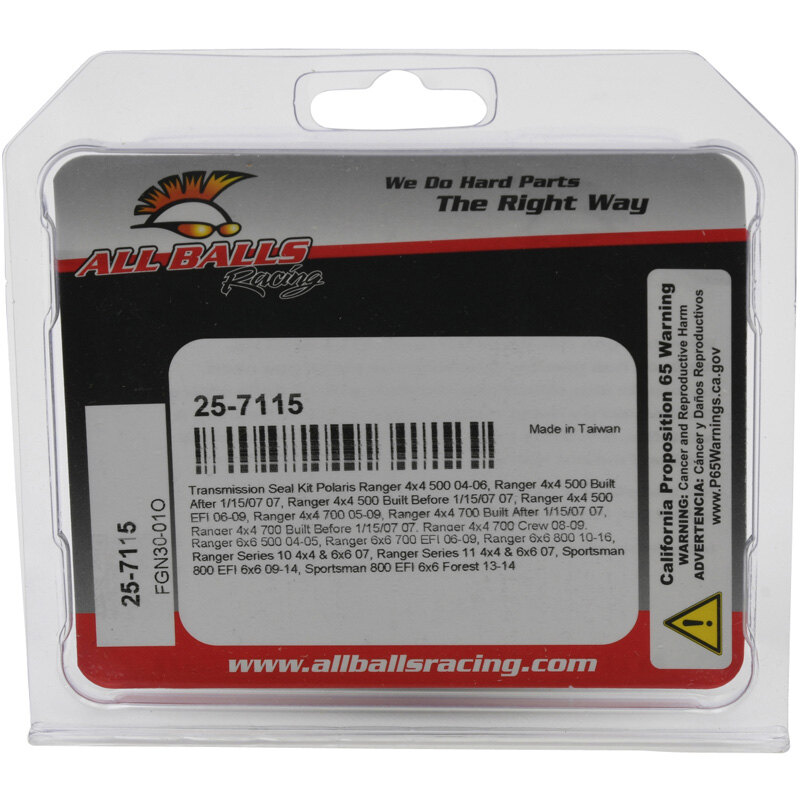 We Do Hard Parts
The Right Way
ALL BALLS
Racing
25-7115
Made in Taiwan
Transmission Seal Kit Polaris Ranger 4x4 500 04-06, Ranger 4x4 500 Built
After 1/15/07 07, Ranger 4x4 500 Built Before 1/15/07 07, Ranger 4x4 500
EFI 06-09, Ranger 4x4 700 05-09, Ranger 4x4 700 Built After 1/15/07 07,
Ranger 4x4 700 Built Before 1/15/07 07, Ranger 4x4 700 Crew 08-09,
Ranger 6x6 500 04-05, Ranger 6x6 700 EFI 06-09, Ranger 6x6 800 10-16,
Ranger Series 10 4x4 & 6x6 07, Ranger Series 11 4x4 & 6x6 07, Sportsman
800 EFI 6x6 09-14, Sportsman 800 EFI 6x6 Forest 13-14
25-7115
FGN30-01O
California Proposition 65 Warning
WARNING: Cancer and Reproductive Harm
ADVERTENCIA: Cáncer y Daños Reproductivos
www.P65Warnings.ca.gov
www.allballsracing.com